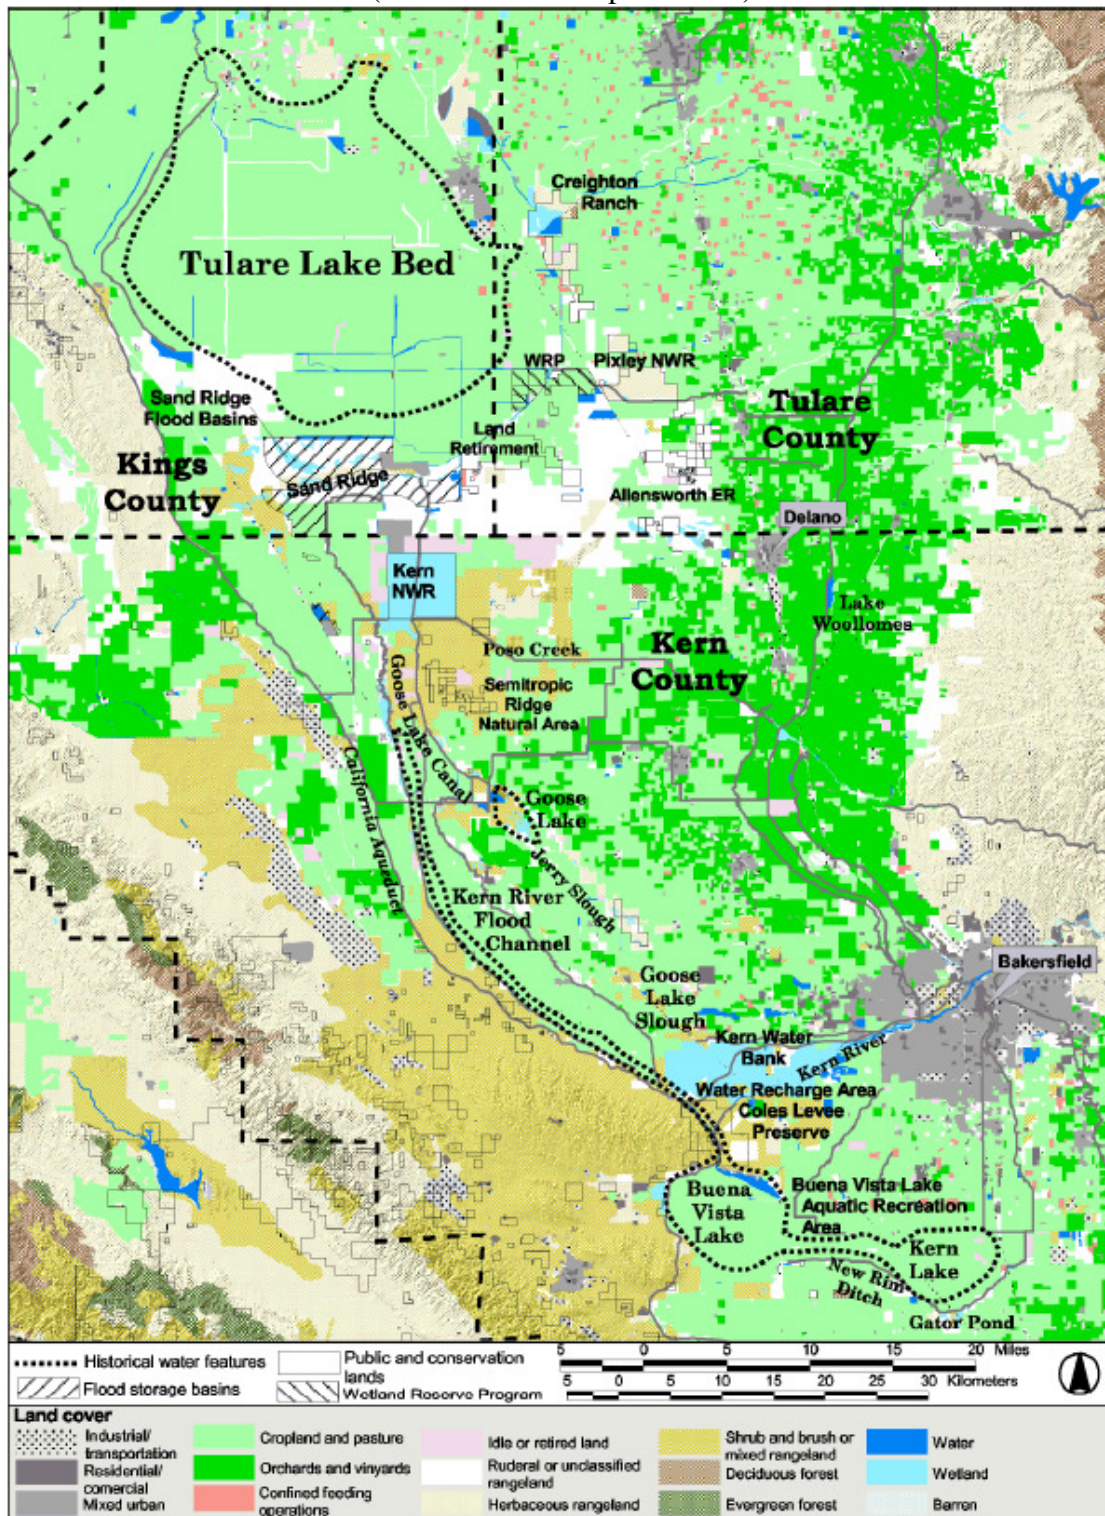 Creighton
Ranch
Tulare Lake Bed
WRP
Pixley NWR
Sand Ridge
Flood Basins
Tulare
County
Land
Retirement
Kings
County
Sand Ridge
Allensworth ER
Delano
Kern
NWR
Lake
Woollomes
Poso Creek
Kern
County
Semitropic
Ridge
Natural Area
Goose Lake Canal
California Aqueduct
Goose
Lake
Jerry Slough
Kern River
Flood
Channel
Bakersfield
Goose
Lake
Slough
Kern Water
Bank
Kern River
Water Recharge Area
Coles Levee
Preserve
Buena
Vista
Lake
Buena Vista Lake
Aquatic Recreation
Area
Kern
Lake
New Rim
Ditch
Gator Pond
Historical water features
Public and conservation
lands
Flood storage basins
Wetland Reserve Program
5 0 5 10 15 20 Miles
5 0 5 10 15 20 25 30 Kilometers
Land cover
Industrial/
transportation
Residential/
comercial
Mixed urban
Cropland and pasture
Orchards and vinyards
Confined feeding
operations
Idle or retired land
Ruderal or unclassified
rangeland
Herbaceous rangeland
Shrub and brush or
mixed rangeland
Deciduous forest
Evergreen forest
Water
Wetland
Barren